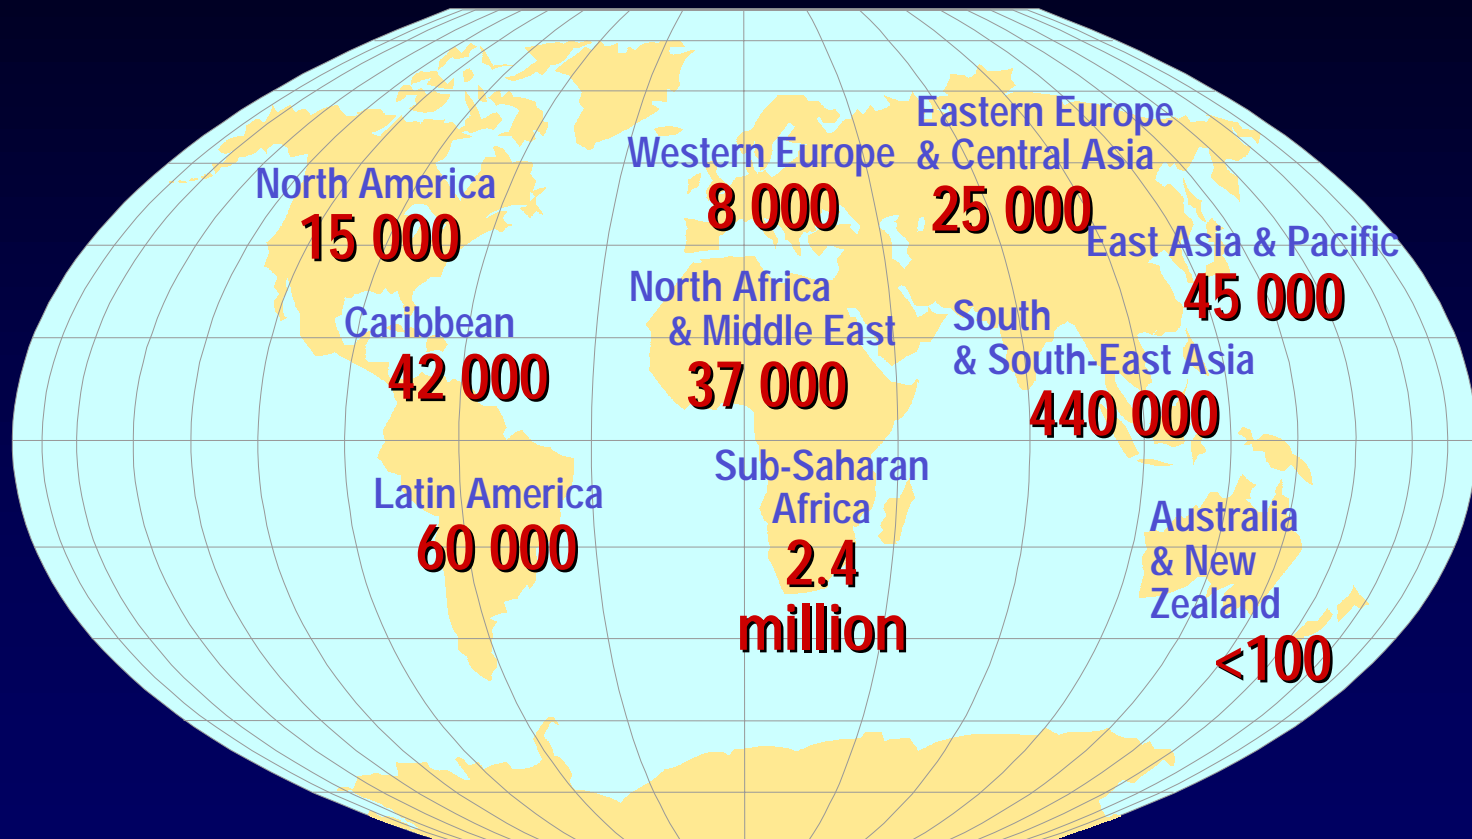 North America
15 000
Western Europe
8 000
Eastern Europe
& Central Asia
25 000
East Asia & Pacific
45 000
Caribbean
42 000
North Africa
& Middle East
37 000
South
& South-East Asia
440 000
Latin America
60 000
Sub-Saharan
Africa
2.4
million
Australia
& New
Zealand
<100